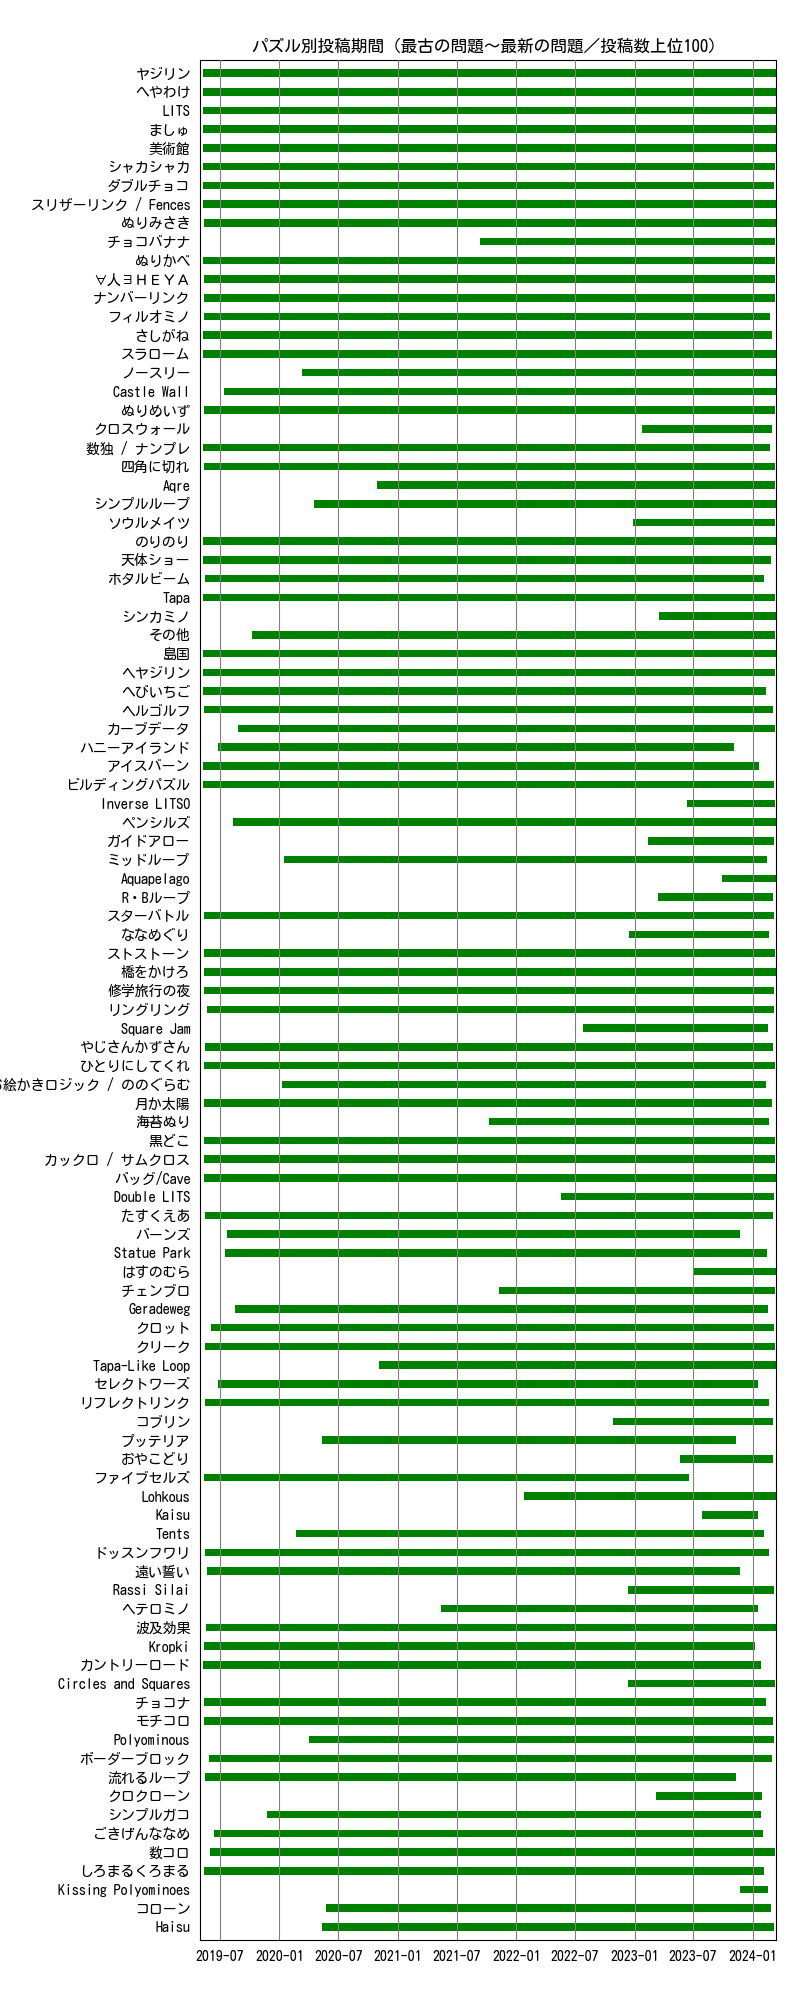 パズル別投稿期間（最古の問題～最新の問題／投稿数上位100）
ヤジリン
へやわけ
LITS
ましゅ
美術館
シャカシャカ
ダブルチョコ
スリザーリンク / Fences
ぬりみさき
チョコバナナ
ぬりかべ
∀人∃ＨＥＹＡ
ナンバーリンク
フィルオミノ
さしがね
スラローム
ノースリー
Castle Wall
ぬりめいず
クロスウォール
数独 / ナンプレ
四角に切れ
Aqre
シンプルループ
ソウルメイツ
のりのり
天体ショー
ホタルビーム
Tapa
シンカミノ
その他
島国
ヘヤジリン
へびいちご
ヘルゴルフ
カーブデータ
ハニーアイランド
アイスバーン
ビルディングパズル
Inverse LITSO
ペンシルズ
ガイドアロー
ミッドループ
Aquapelago
R・Bループ
スターバトル
ななめぐり
ストストーン
橋をかけろ
修学旅行の夜
リングリング
Square Jam
やじさんかずさん
ひとりにしてくれ
絵かきロジック / ののぐらむ
月か太陽
海苔ぬり
黒どこ
カックロ / サムクロス
バッグ/Cave
Double LITS
たすくえあ
バーンズ
Statue Park
はすのむら
チェンブロ
Geradeweg
クロット
クリーク
Tapa-Like Loop
セレクトワーズ
リフレクトリンク
コブリン
プッテリア
おやこどり
ファイブセルズ
Lohkous
Kaisu
Tents
ドッスンフワリ
遠い誓い
Rassi Silai
ヘテロミノ
波及効果
Kropki
カントリーロード
Circles and Squares
チョコナ
モチコロ
Polyominous
ボーダーブロック
流れるループ
クロクローン
シンプルガコ
ごきげんななめ
数コロ
しろまるくろまる
Kissing Polyominoes
コローン
Haisu
2019-07 2020-01 2020-07 2021-01 2021-07 2022-01 2022-07 2023-01 2023-07 2024-01